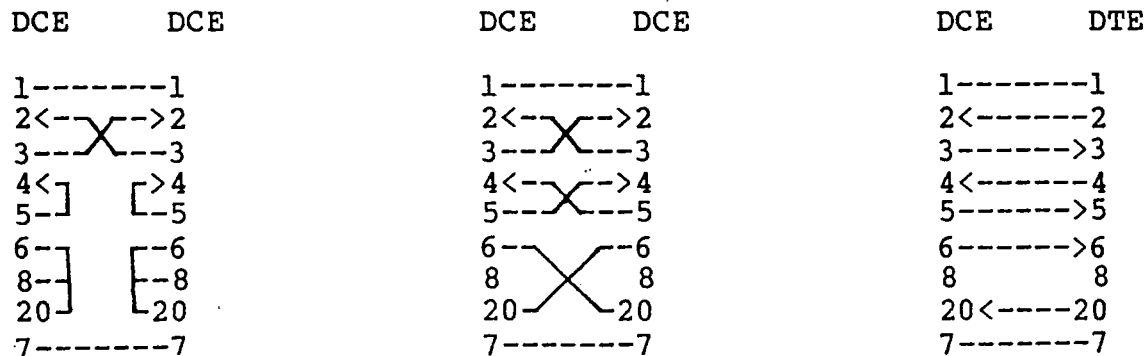 DCE DCE DCE DCE DCE DTE
1-------1 1-------1 1-------1
2<-- -->2 2<-- -->2 2<------2
3--- ---3 3--- ---3 3------>3
4< >4 4<-- -->4 4<------4
5-- --5 5--- ---5 5------>5
6-- --6 6-- --6 6------>6
8-- --8 8 8 8 8
20- -20 20- -20 20<----20
7-------7 7-------7 7-------7